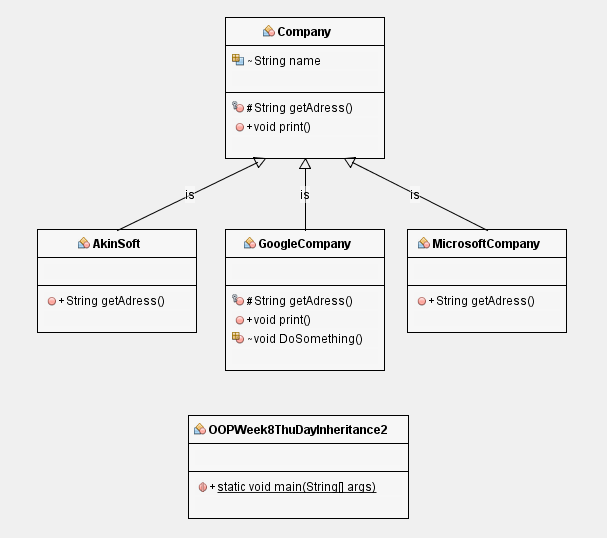 Company
~String name
#String getAdress()
+void print()
is
is
is
AkinSoft
+String getAdress()
GoogleCompany
#String getAdress()
+void print()
~void DoSomething()
MicrosoftCompany
+String getAdress()
OOPWeek8ThuDayInheritance2
+static void main(String[] args)